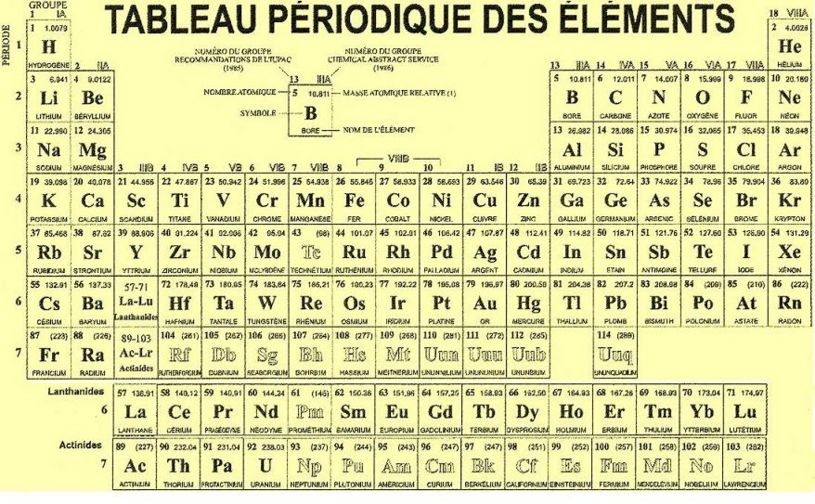 TABLEAU PÉRIODIQUE DES ÉLÉMENTS
GROUPE
1 IA
18 VIIIA
PÉRIODE
1 1.0079
2 4.0026
1 H He
HYDROGÈNE 2 IIA
HÉLIUM
NUMÉRO DU GROUPE
RECOMMANDATIONS DE L'IUPAC
(1985)
NUMÉRO DU GROUPE
CHEMICAL ABSTRACT SERVICE
(1986)
13 IIIA
NOMBRE ATOMIQUE 5 10.811 MASSE ATOMIQUE RELATIVE (1)
SYMBOLE B
BORE NOM DE L'ÉLÉMENT
13 IIIA 14 IVA 15 VA 16 VIA 17 VIIA
3 6.941 4 9.0122 5 10.811 6 12.011 7 14.007 8 15.999 9 18.998 10 20.180
2 Li Be B C N O F Ne
LITHIUM BÉRYLLIUM BORE CARBONE AZOTE OXYGÈNE FLUOR NÉON
11 22.990 12 24.305 13 26.982 14 28.086 15 30.974 16 32.065 17 35.453 18 39.948
3 Na Mg Al Si P S Cl Ar
SODIUM MAGNÉSIUM 3 IIIB 4 IVB 5 VB 6 VIB 7 VIIB 8 9 10 11 IB 12 IIB ALUMINIUM SILICIUM PHOSPHORE SOUFRE CHLORE ARGON
VIIIB
19 39.098 20 40.078 21 44.956 22 47.867 23 50.942 24 51.996 25 54.938 26 55.845 27 58.933 28 58.693 29 63.546 30 65.39 31 69.723 32 72.64 33 74.922 34 78.96 35 79.904 36 83.80
4 K Ca Sc Ti V Cr Mn Fe Co Ni Cu Zn Ga Ge As Se Br Kr
POTASSIUM CALCIUM SCANDIUM TITANE VANADIUM CHROME MANGANÈSE FER COBALT NICKEL CUIVRE ZINC GALLIUM GERMANIUM ARSENIC SÉLÉNIUM BROME KRYPTON
37 85.468 38 87.62 39 88.906 40 91.224 41 92.906 42 95.94 43 (98) 44 101.07 45 102.91 46 106.42 47 107.87 48 112.41 49 114.82 50 118.71 51 121.76 52 127.60 53 126.90 54 131.29
5 Rb Sr Y Zr Nb Mo Tc Ru Rh Pd Ag Cd In Sn Sb Te I Xe
RUBIDIUM STRONTIUM YTTRIUM ZIRCONIUM NIOBIUM MOLYBDÈNE TECHNÉTIUM RUTHÉNIUM RHODIUM PALLADIUM ARGENT CADMIUM INDIUM ETAIN ANTIMOINE TELLURE IODE XÉNON
55 132.91 56 137.33 57-71 72 178.49 73 180.95 74 183.84 75 186.21 76 190.23 77 192.22 78 195.08 79 196.97 80 200.59 81 204.38 82 207.2 83 208.98 84 (209) 85 (210) 86 (222)
6 Cs Ba La-Lu Hf Ta W Re Os Ir Pt Au Hg Tl Pb Bi Po At Rn
CÉSIUM BARYUM Lanthanides HAFNIUM TANTALE TUNGSTÈNE RHÉNIUM OSMIUM IRIDIUM PLATINE OR MERCURE THALLIUM PLOMB BISMUTH POLONIUM ASTATE RADON
87 (223) 88 (226) 89-103 104 (261) 105 (262) 106 (266) 107 (264) 108 (277) 109 (268) 110 (281) 111 (272) 112 (285) 114 (289)
7 Fr Ra Ac-Lr Rf Db Sg Bh Hs Mt Uun Uuu Uub Uuq
FRANCIUM RADIUM Actinides RUTHERFORDIUM DUBNIUM SEABORGIUM BOHRIUM HASSIUM MEITNERIUM UNUNNILIUM UNUNUNIUM UNUNBIUM UNUNQUADIUM
Lanthanides 57 138.91 58 140.12 59 140.91 60 144.24 61 (145) 62 150.36 63 151.96 64 157.25 65 158.93 66 162.50 67 164.93 68 167.26 69 168.93 70 173.04 71 174.97
6 La Ce Pr Nd Pm Sm Eu Gd Tb Dy Ho Er Tm Yb Lu
LANTHANE CÉRIUM PRASÉODYME NÉODYME PROMÉTHIUM SAMARIUM EUROPIUM GADOLINIUM TERBIUM DYSPROSIUM HOLMIUM ERBIUM THULIUM YTTERBIUM LUTÉTIUM
Actinides 89 (227) 90 232.04 91 231.04 92 238.03 93 (237) 94 (244) 95 (243) 96 (247) 97 (247) 98 (251) 99 (252) 100 (257) 101 (258) 102 (259) 103 (262)
7 Ac Th Pa U Np Pu Am Cm Bk Cf Es Fm Md No Lr
ACTINIUM THORIUM PROTACTINIUM URANIUM NEPTUNIUM PLUTONIUM AMÉRICIUM CURIUM BERKÉLIUM CALIFORNIUM EINSTEINIUM FERMIUM MENDELÉVIUM NOBÉLIUM LAWRENCIUM